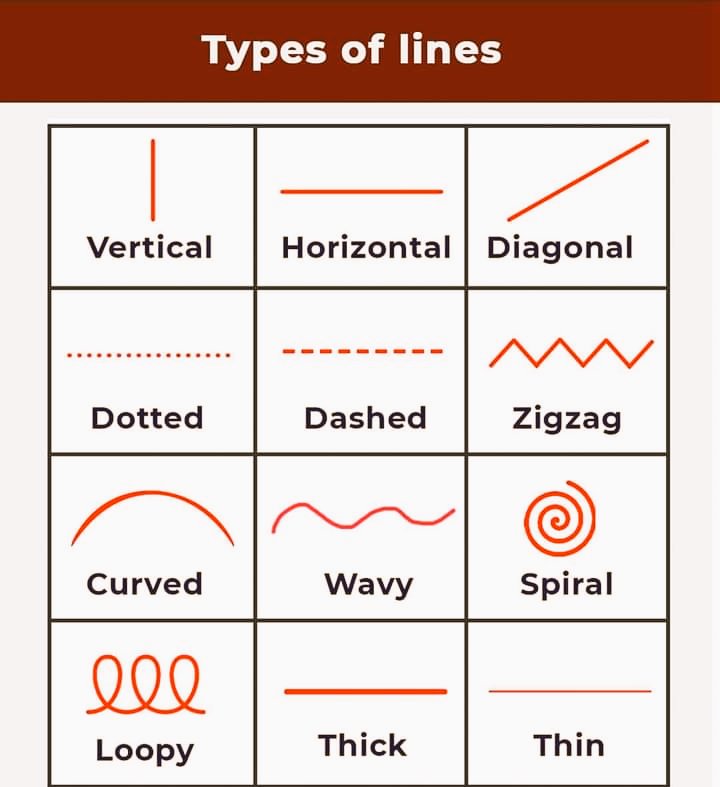 Types of lines
Vertical Horizontal Diagonal
Dotted Dashed Zigzag
Curved Wavy Spiral
Loopy Thick Thin